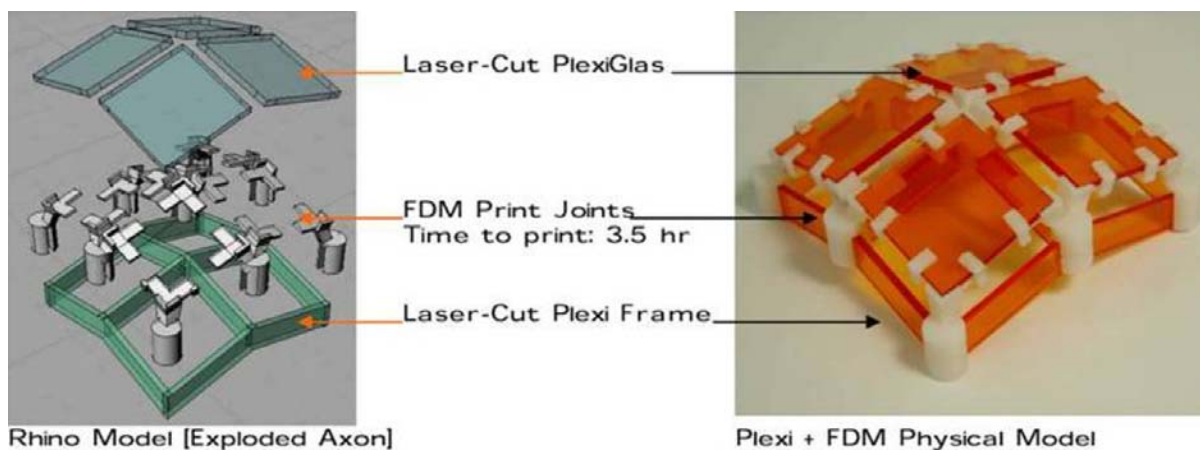 Laser-Cut PlexiGlas
FDM Print Joints
Time to print: 3.5 hr
Laser-Cut Plexi Frame
Rhino Model [Exploded Axon]
Plexi + FDM Physical Model